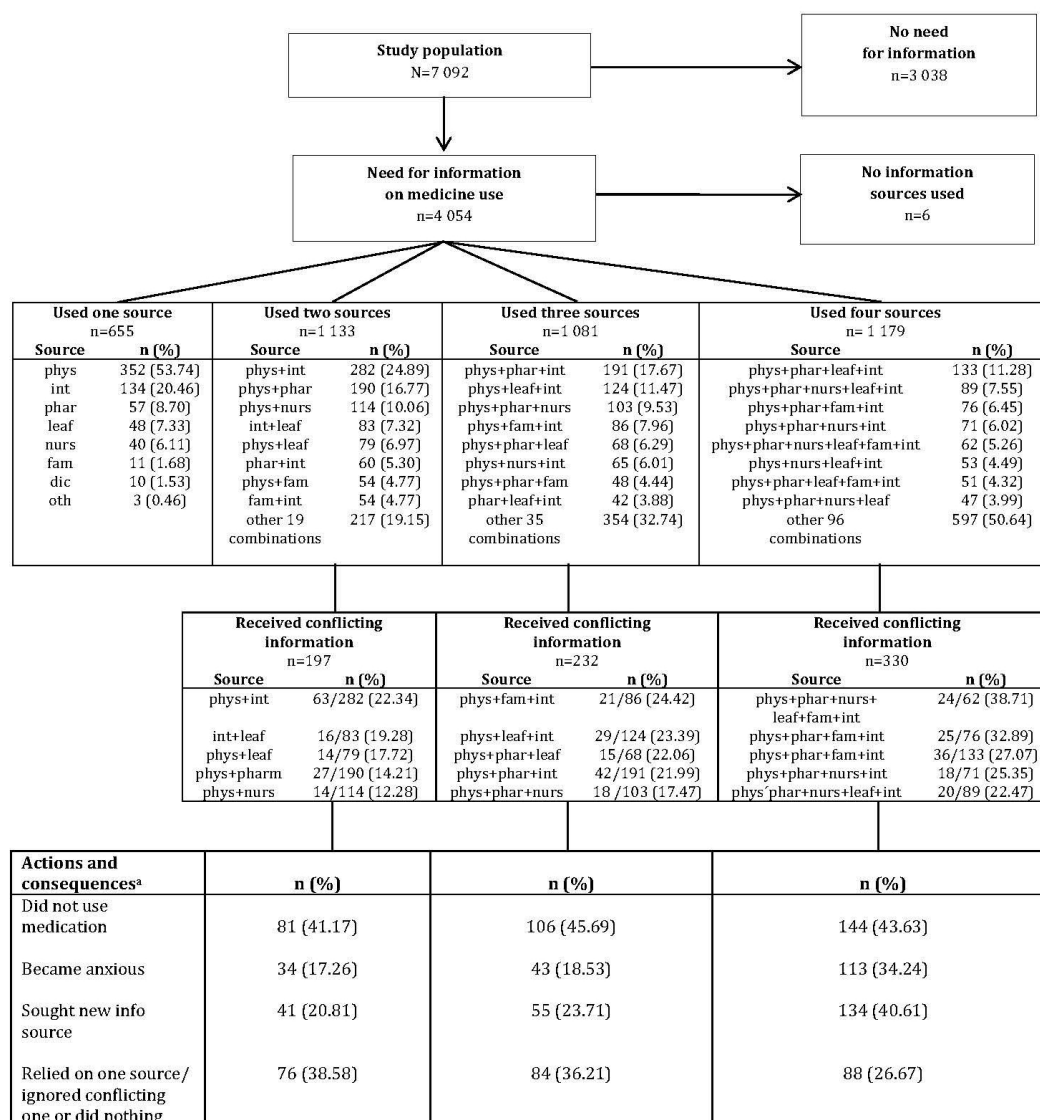 Study population
N=7 092
No need
for information
n=3 038
Need for information
on medicine use
n=4 054
No information
sources used
n=6
Used one source
n=655
Source n (%)
phys 352 (53.74)
int 134 (20.46)
phar 57 (8.70)
leaf 48 (7.33)
nurs 40 (6.11)
fam 11 (1.68)
dic 10 (1.53)
oth 3 (0.46)
Used two sources
n=1 133
Source n (%)
phys+int 282 (24.89)
phys+phar 190 (16.77)
phys+nurs 114 (10.06)
int+leaf 83 (7.32)
phys+leaf 79 (6.97)
phar+int 60 (5.30)
phys+fam 54 (4.77)
fam+int 54 (4.77)
other 19 217 (19.15)
combinations
Used three sources
n=1 081
Source n (%)
phys+phar+int 191 (17.67)
phys+leaf+int 124 (11.47)
phys+phar+nurs 103 (9.53)
phys+fam+int 86 (7.96)
phys+phar+leaf 68 (6.29)
phys+nurs+int 65 (6.01)
phys+phar+fam 48 (4.44)
phar+leaf+int 42 (3.88)
other 35 354 (32.74)
combinations
Used four sources
n= 1 179
Source n (%)
phys+phar+leaf+int 133 (11.28)
phys+phar+nurs+leaf+int 89 (7.55)
phys+phar+fam+int 76 (6.45)
phys+phar+nurs+int 71 (6.02)
phys+phar+nurs+leaf+fam+int 62 (5.26)
phys+nurs+leaf+int 53 (4.49)
phys+phar+leaf+fam+int 51 (4.32)
phys+phar+nurs+leaf 47 (3.99)
other 96 597 (50.64)
combinations
Received conflicting
information
n=197
Source n (%)
phys+int 63/282 (22.34)
int+leaf 16/83 (19.28)
phys+leaf 14/79 (17.72)
phys+pharm 27/190 (14.21)
phys+nurs 14/114 (12.28)
Received conflicting
information
n=232
Source n (%)
phys+fam+int 21/86 (24.42)
phys+leaf+int 29/124 (23.39)
phys+phar+leaf 15/68 (22.06)
phys+phar+int 42/191 (21.99)
phys+phar+nurs 18 /103 (17.47)
Received conflicting
information
n=330
Source n (%)
phys+phar+nurs+ 24/62 (38.71)
leaf+fam+int
phys+phar+fam+int 25/76 (32.89)
phys+phar+fam+int 36/133 (27.07)
phys+phar+nurs+int 18/71 (25.35)
phys´phar+nurs+leaf+int 20/89 (22.47)
Actions and
consequencesᵃ n (%) n (%) n (%)
Did not use
medication 81 (41.17) 106 (45.69) 144 (43.63)
Became anxious 34 (17.26) 43 (18.53) 113 (34.24)
Sought new info 41 (20.81) 55 (23.71) 134 (40.61)
source
Relied on one source/ 76 (38.58) 84 (36.21) 88 (26.67)
ignored conflicting
one or did nothing